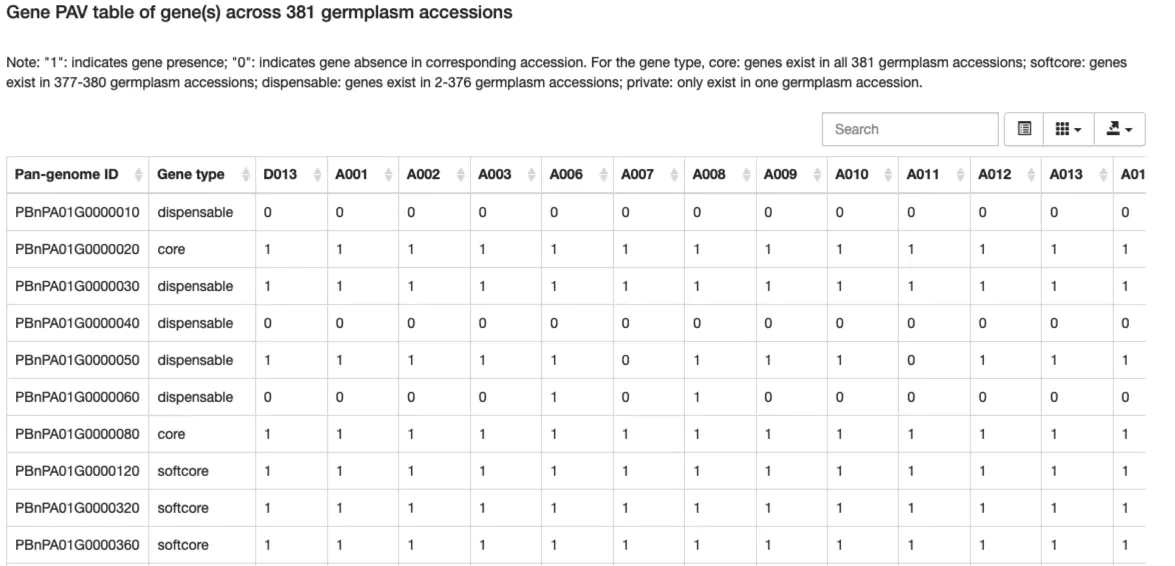 Gene PAV table of gene(s) across 381 germplasm accessions
Note: "1": indicates gene presence; "0": indicates gene absence in corresponding accession. For the gene type, core: genes exist in all 381 germplasm accessions; softcore: genes
exist in 377-380 germplasm accessions; dispensable: genes exist in 2-376 germplasm accessions; private: only exist in one germplasm accession.
Search
Pan-genome ID Gene type D013 A001 A002 A003 A006 A007 A008 A009 A010 A011 A012 A013 A01
PBnPA01G0000010 dispensable 0 0 0 0 0 0 0 0 0 0 0 0 0
PBnPA01G0000020 core 1 1 1 1 1 1 1 1 1 1 1 1 1
PBnPA01G0000030 dispensable 1 1 1 1 1 1 1 1 1 1 1 1 1
PBnPA01G0000040 dispensable 0 0 0 0 0 0 0 0 0 0 0 0 0
PBnPA01G0000050 dispensable 1 1 1 1 1 0 1 1 1 0 1 1 1
PBnPA01G0000060 dispensable 0 0 0 0 1 0 1 0 0 0 0 0 0
PBnPA01G0000080 core 1 1 1 1 1 1 1 1 1 1 1 1 1
PBnPA01G0000120 softcore 1 1 1 1 1 1 1 1 1 1 1 1 1
PBnPA01G0000320 softcore 1 1 1 1 1 1 1 1 1 1 1 1 1
PBnPA01G0000360 softcore 1 1 1 1 1 1 1 1 1 1 1 1 1